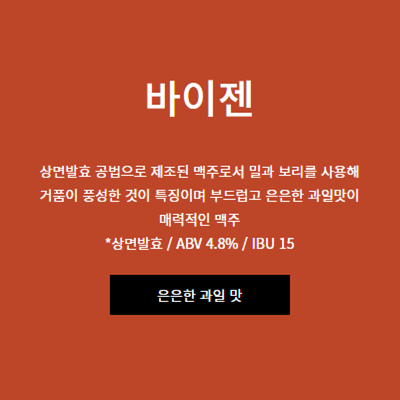 바이젠
상면발효 공법으로 제조된 맥주로서 밀과 보리를 사용해
거품이 풍성한 것이 특징이며 부드럽고 은은한 과일맛이
매력적인 맥주
*상면발효 / ABV 4.8% / IBU 15
은은한 과일 맛